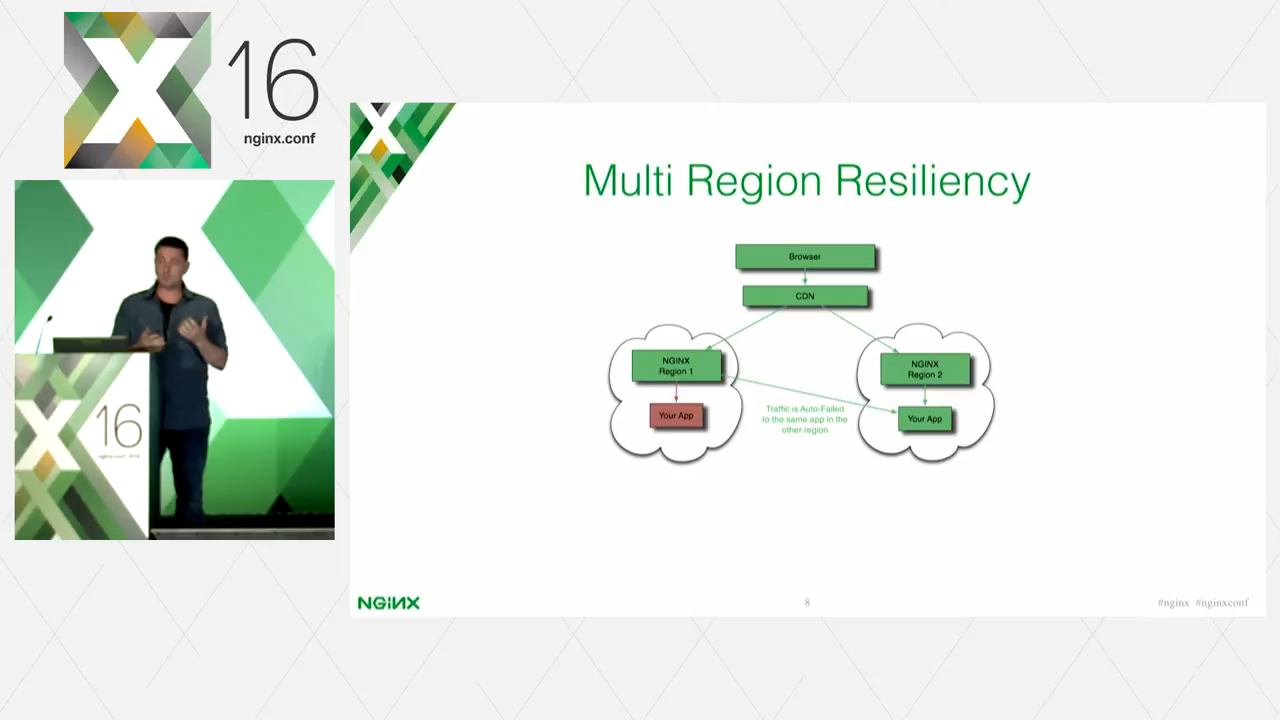 16
nginx.conf
Multi Region Resiliency
Browser
CDN
NGINX
Region 1
Your App
NGINX
Region 2
Your App
Traffic is Auto-Failed
to the same app in the
other region
16
NGINX
8
#nginx #nginxconf